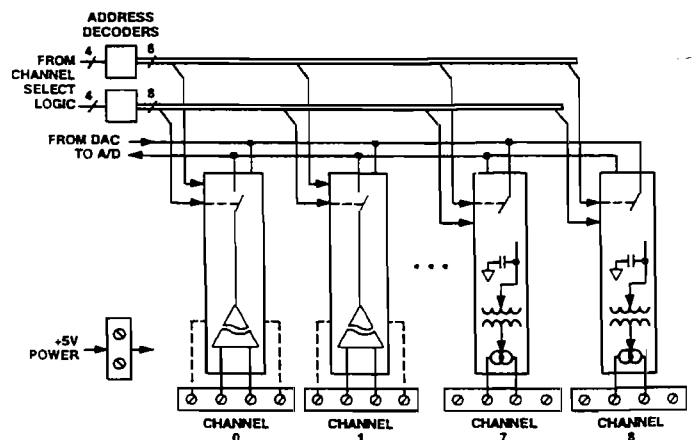 ADDRESS
DECODERS
4
8
FROM
CHANNEL
SELECT
LOGIC
4
8
FROM DAC
TO A/D
+5V
POWER
CHANNEL
0
CHANNEL
1
CHANNEL
7
CHANNEL
8